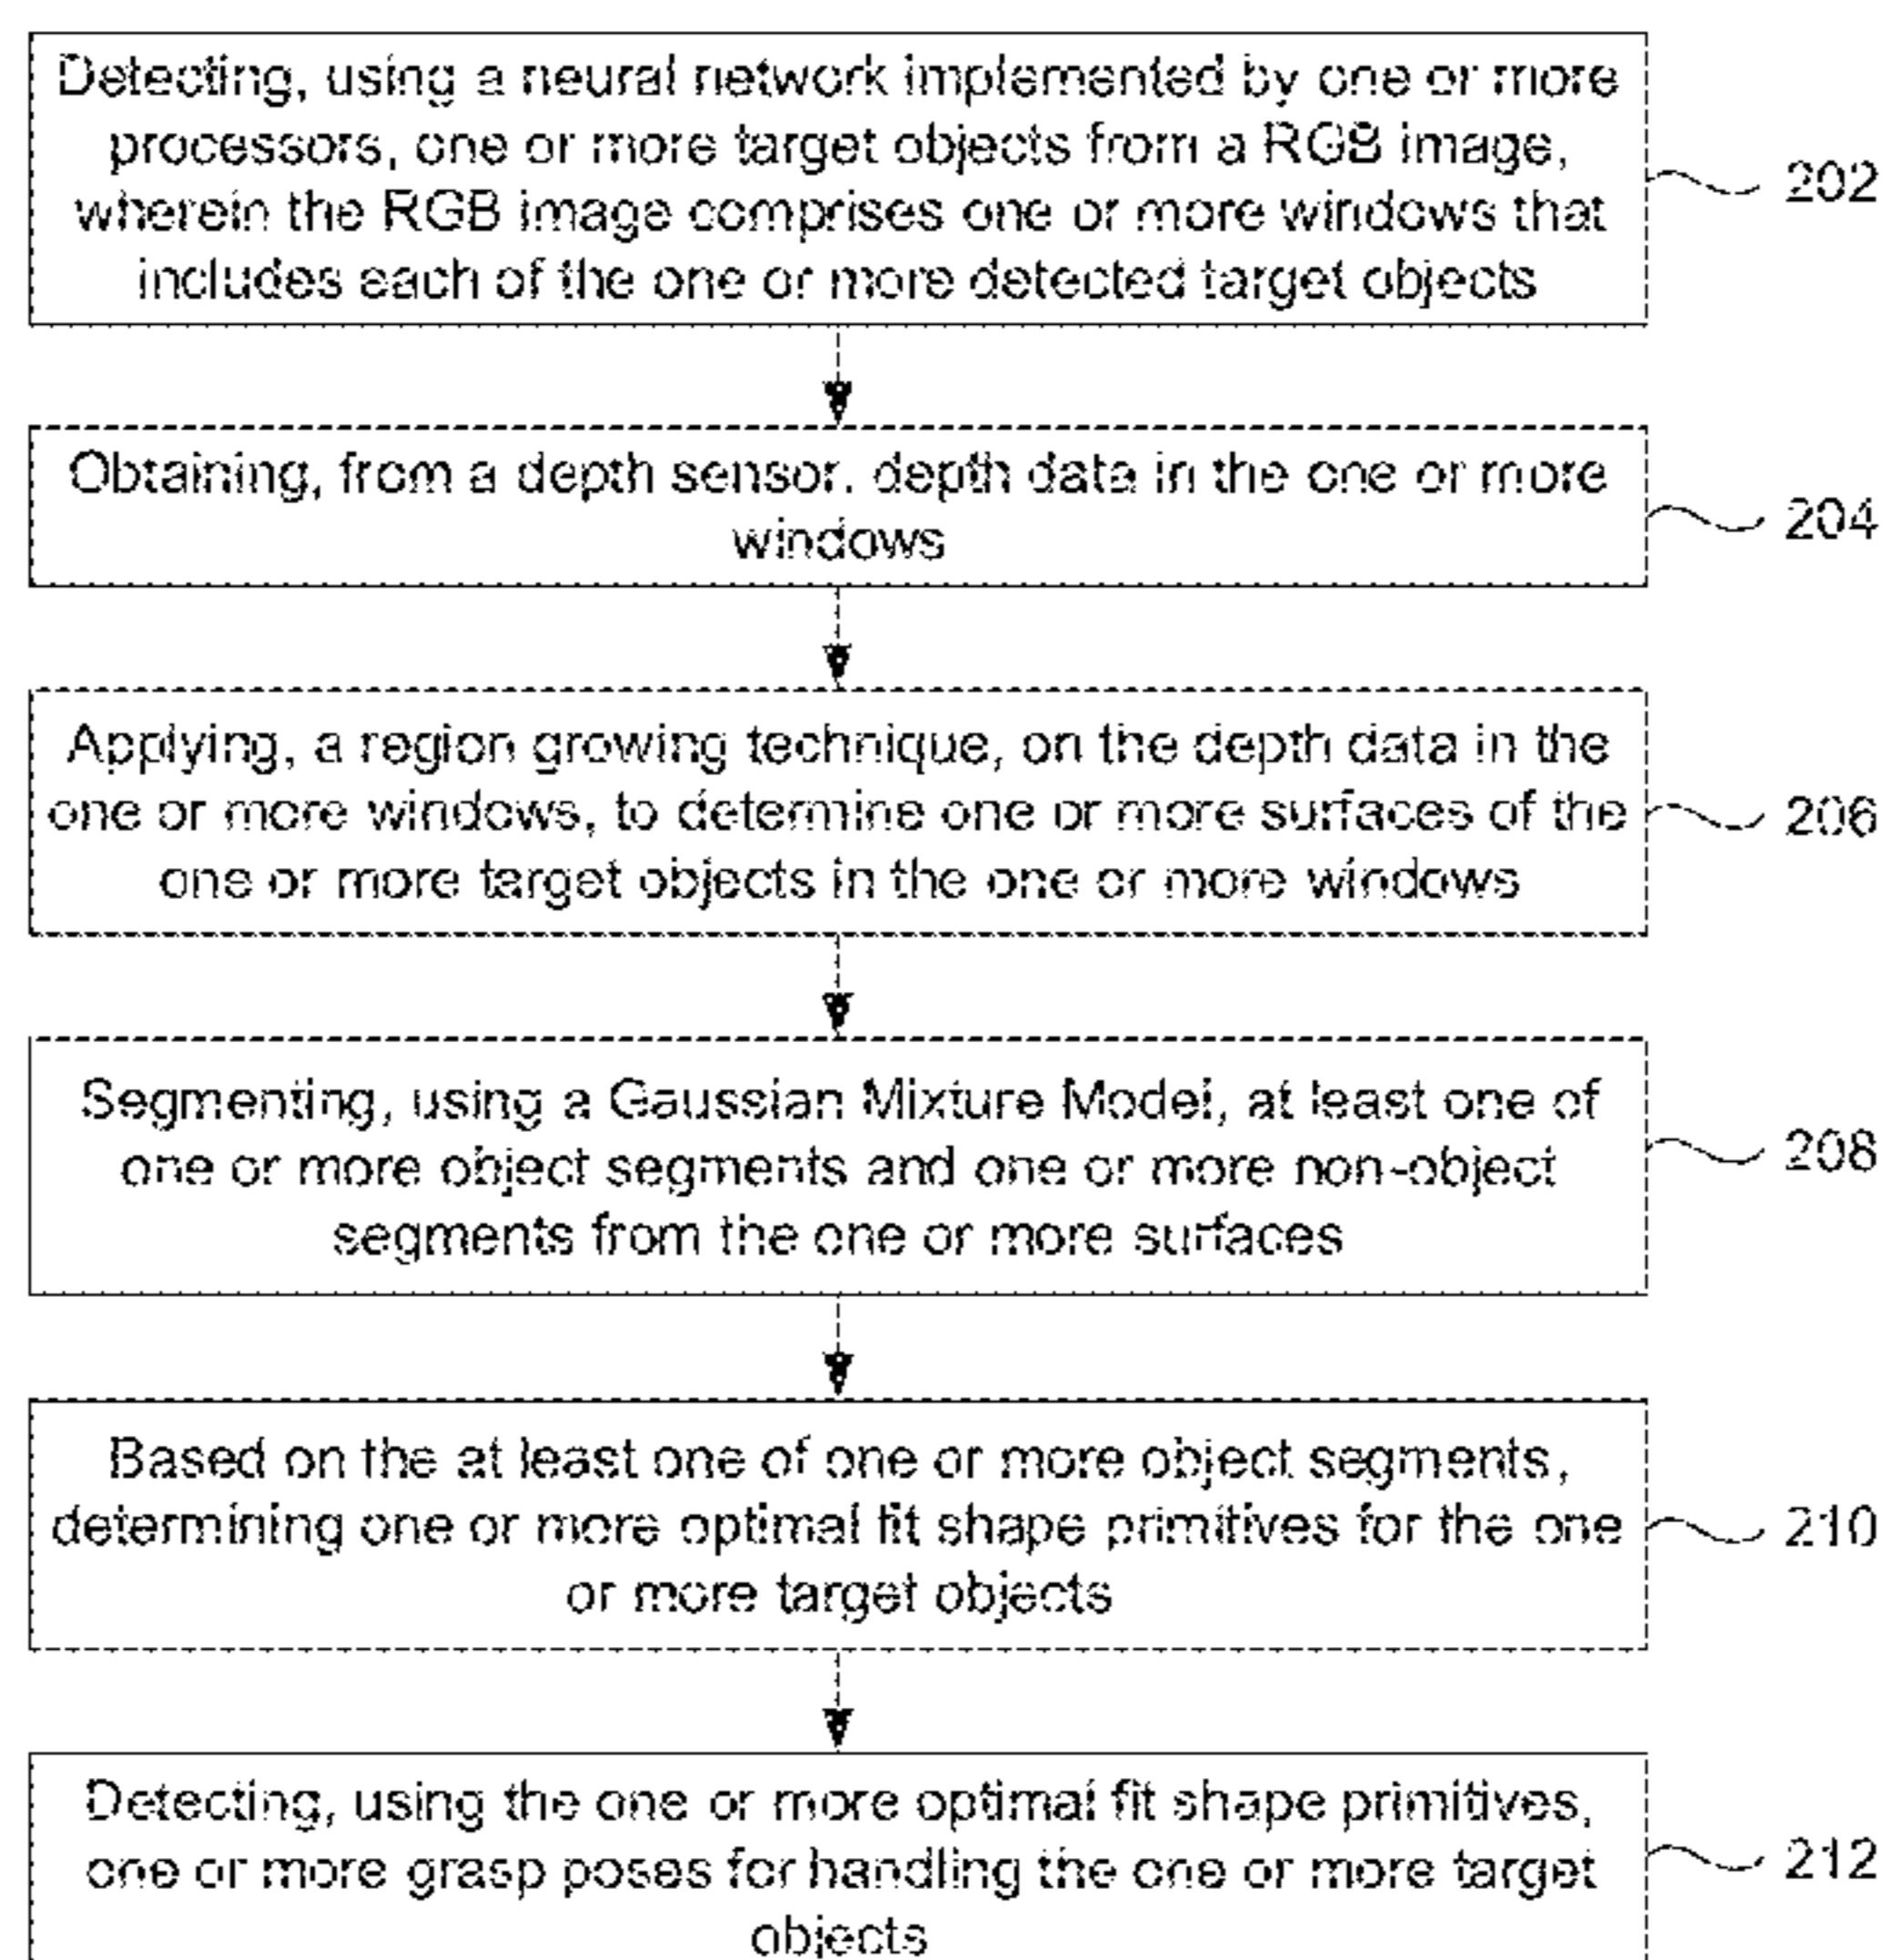 Detecting, using a neural network implemented by one or more
processors, one or more target objects from a RGB image,
wherein the RGB image comprises one or more windows that
includes each of the one or more detected target objects
202
Obtaining, from a depth sensor, depth data in the one or more
windows
204
Applying, a region growing technique, on the depth data in the
one or more windows, to determine one or more surfaces of the
one or more target objects in the one or more windows
206
Segmenting, using a Gaussian Mixture Model, at least one of
one or more object segments and one or more non-object
segments from the one or more surfaces
208
Based on the at least one of one or more object segments,
determining one or more optimal fit shape primitives for the one
or more target objects
210
Detecting, using the one or more optimal fit shape primitives,
one or more grasp poses for handling the one or more target
objects
212